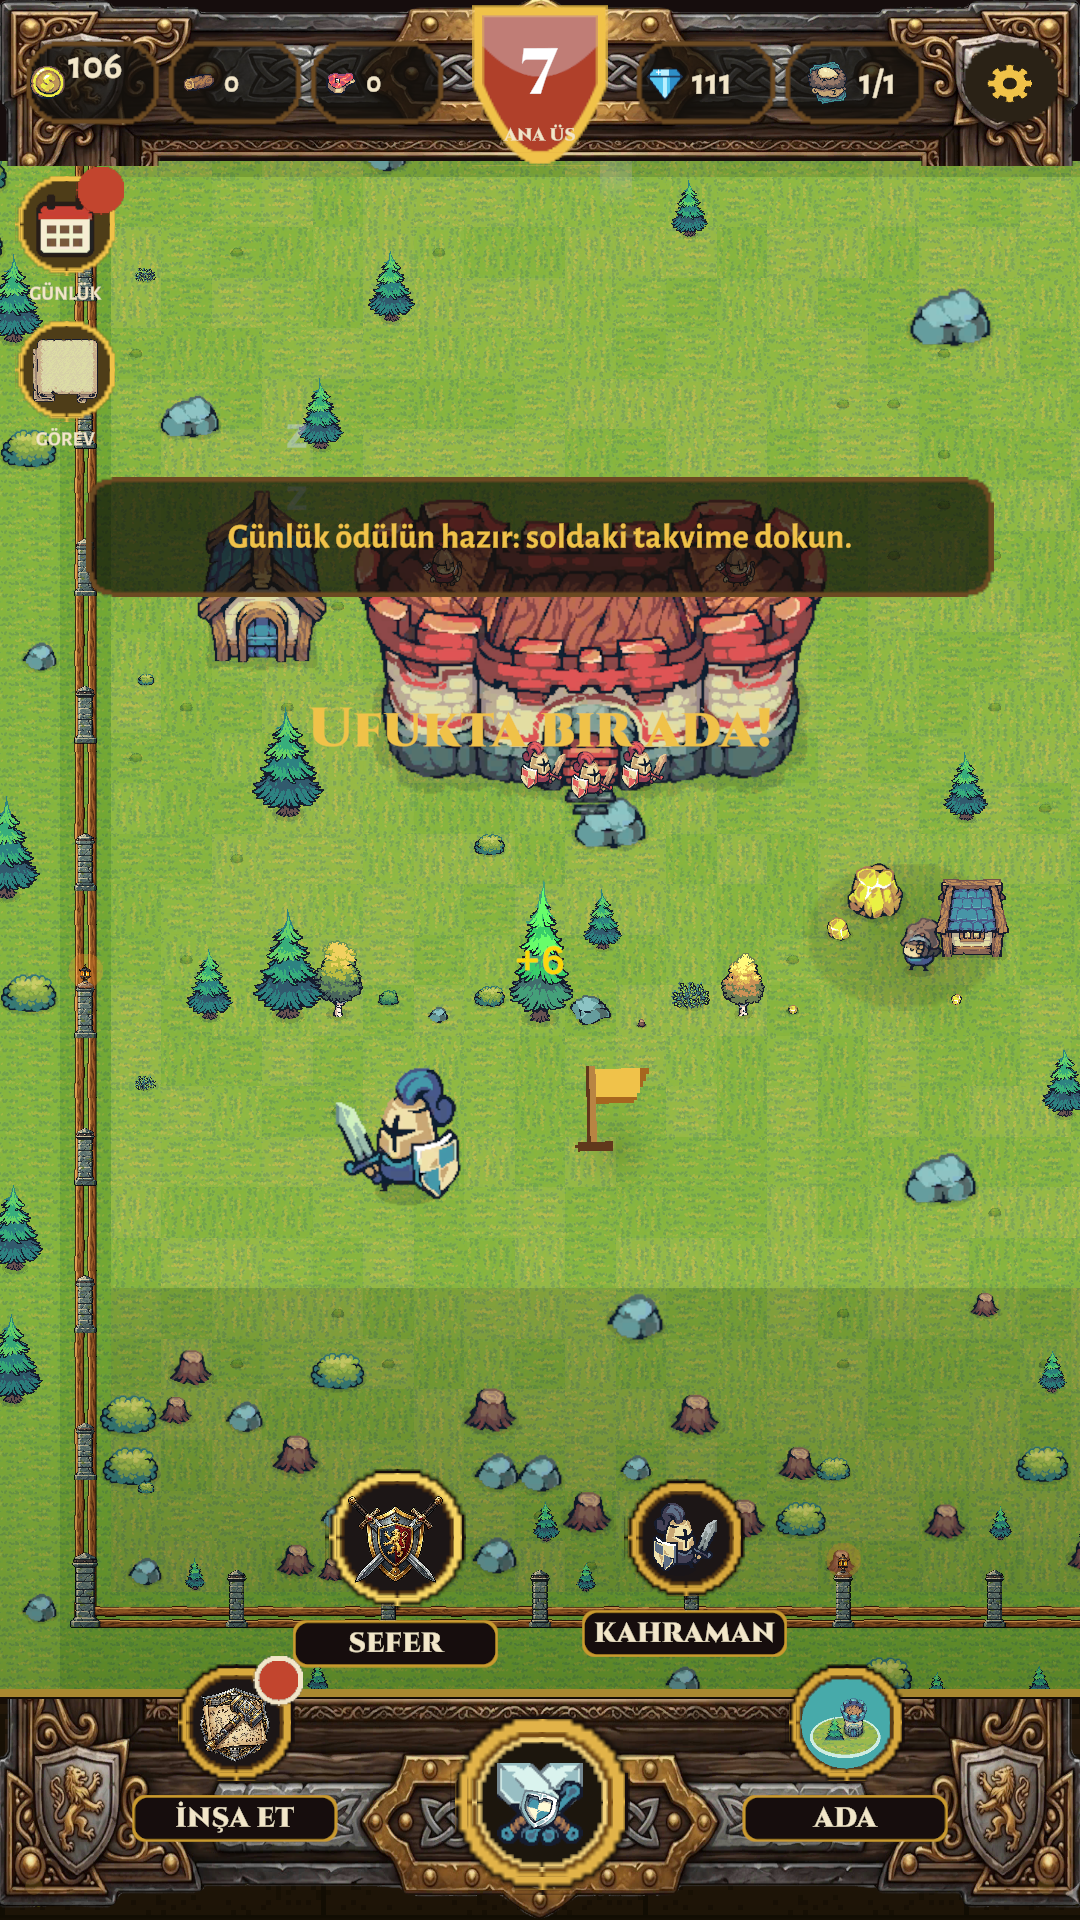 106
0
0
7
ANA ÜS
111
1/1
GÜNLÜK
GÖREV
Z
Z
Günlük ödülün hazır: soldaki takvime dokun.
UFUKTA BIR ADA!
+6
SEFER
KAHRAMAN
İNŞA ET
ADA